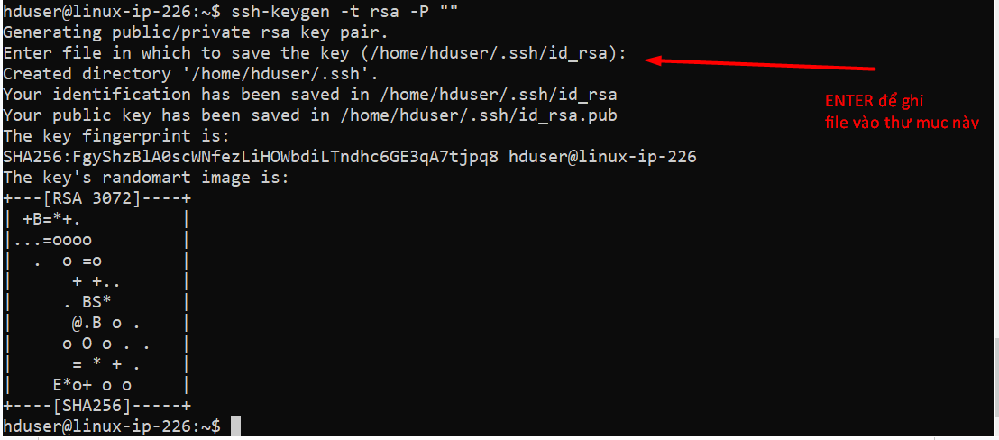 hduser@linux-ip-226:~$ ssh-keygen -t rsa -P ""
Generating public/private rsa key pair.
Enter file in which to save the key (/home/hduser/.ssh/id_rsa):
Created directory '/home/hduser/.ssh'.
Your identification has been saved in /home/hduser/.ssh/id_rsa
Your public key has been saved in /home/hduser/.ssh/id_rsa.pub
The key fingerprint is:
SHA256:FgyShzBlA0scWNfezLiHOWbdiLTndhc6GE3qA7tjpq8 hduser@linux-ip-226
The key's randomart image is:
+---[RSA 3072]----+
| +B=*+.          |
|...=oooo         |
|  .  o =o        |
|      + +..      |
|     . BS*       |
|      @.B o .    |
|     o O o . .   |
|      = * + .    |
|    E*o+ o o     |
+----[SHA256]-----+
hduser@linux-ip-226:~$
ENTER để ghi
file vào thư mục này